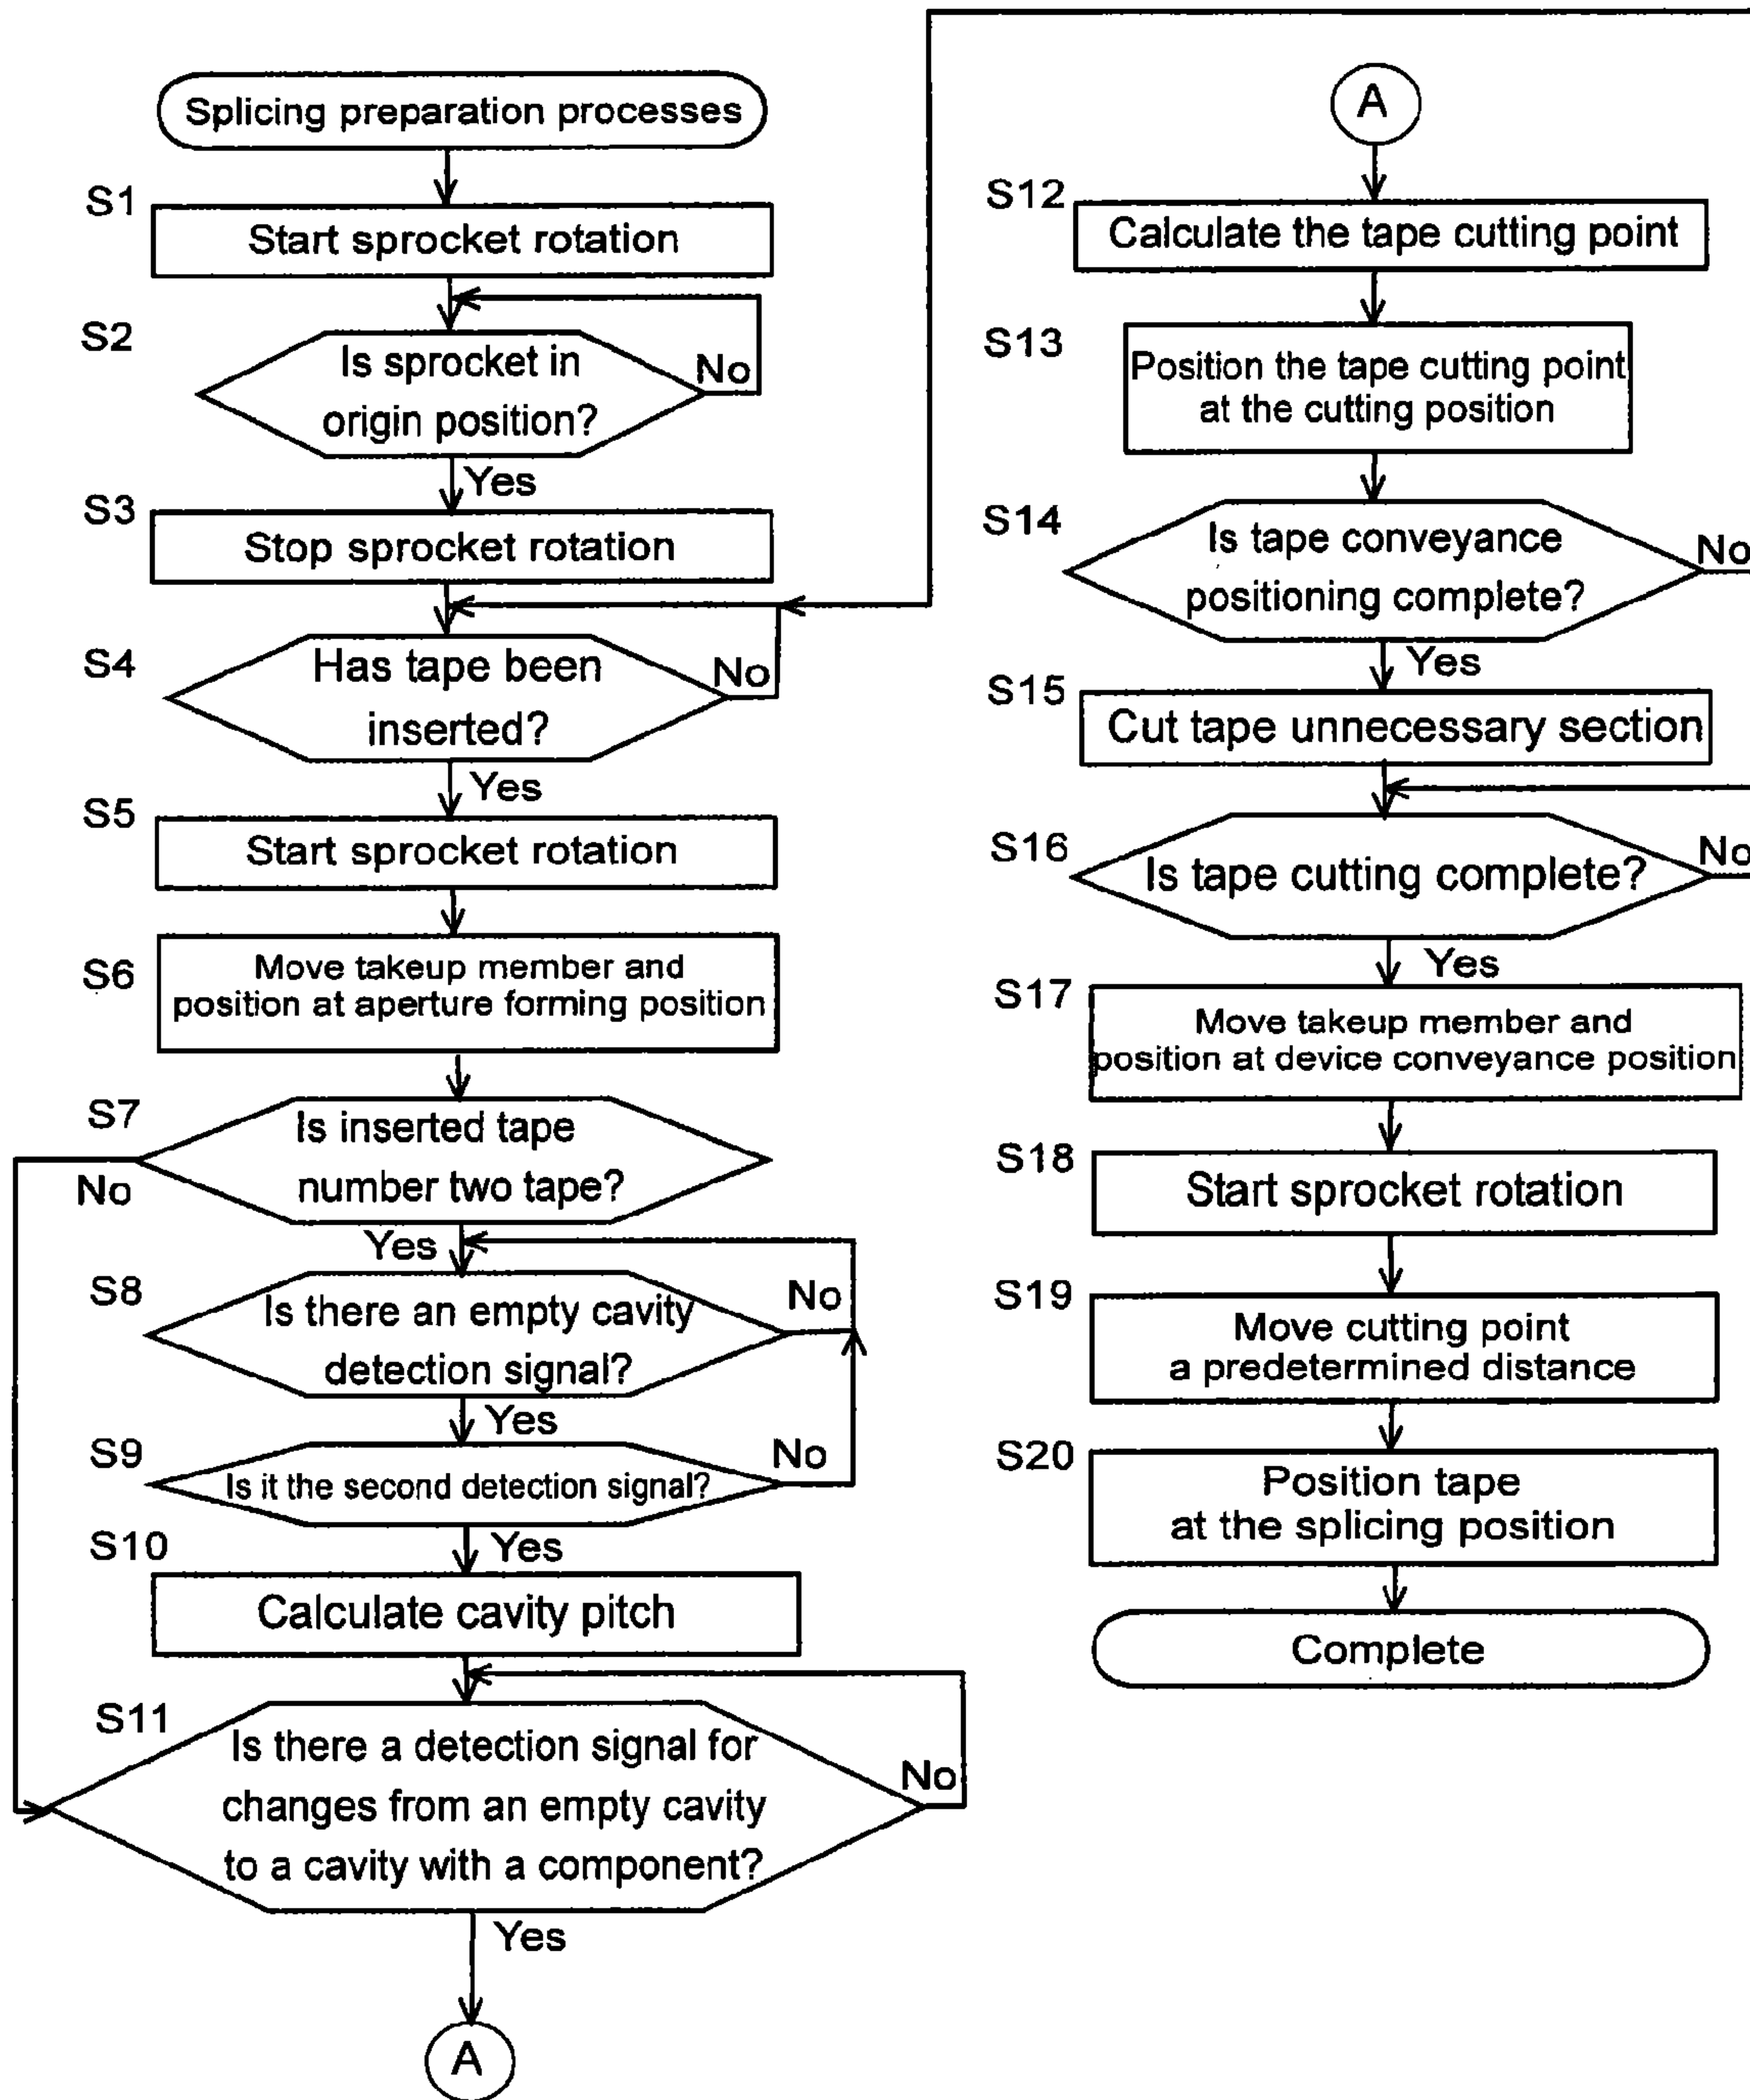 Splicing preparation processes
S1
Start sprocket rotation
S2
Is sprocket in
origin position?
No
Yes
S3
Stop sprocket rotation
S4
Has tape been
inserted?
No
Yes
S5
Start sprocket rotation
S6
Move takeup member and
position at aperture forming position
S7
Is inserted tape
number two tape?
No
Yes
S8
Is there an empty cavity
detection signal?
No
Yes
S9
Is it the second detection signal?
No
Yes
S10
Calculate cavity pitch
S11
Is there a detection signal for
changes from an empty cavity
to a cavity with a component?
No
Yes
A
A
S12
Calculate the tape cutting point
S13
Position the tape cutting point
at the cutting position
S14
Is tape conveyance
positioning complete?
No
Yes
S15
Cut tape unnecessary section
S16
Is tape cutting complete?
No
Yes
S17
Move takeup member and
position at device conveyance position
S18
Start sprocket rotation
S19
Move cutting point
a predetermined distance
S20
Position tape
at the splicing position
Complete